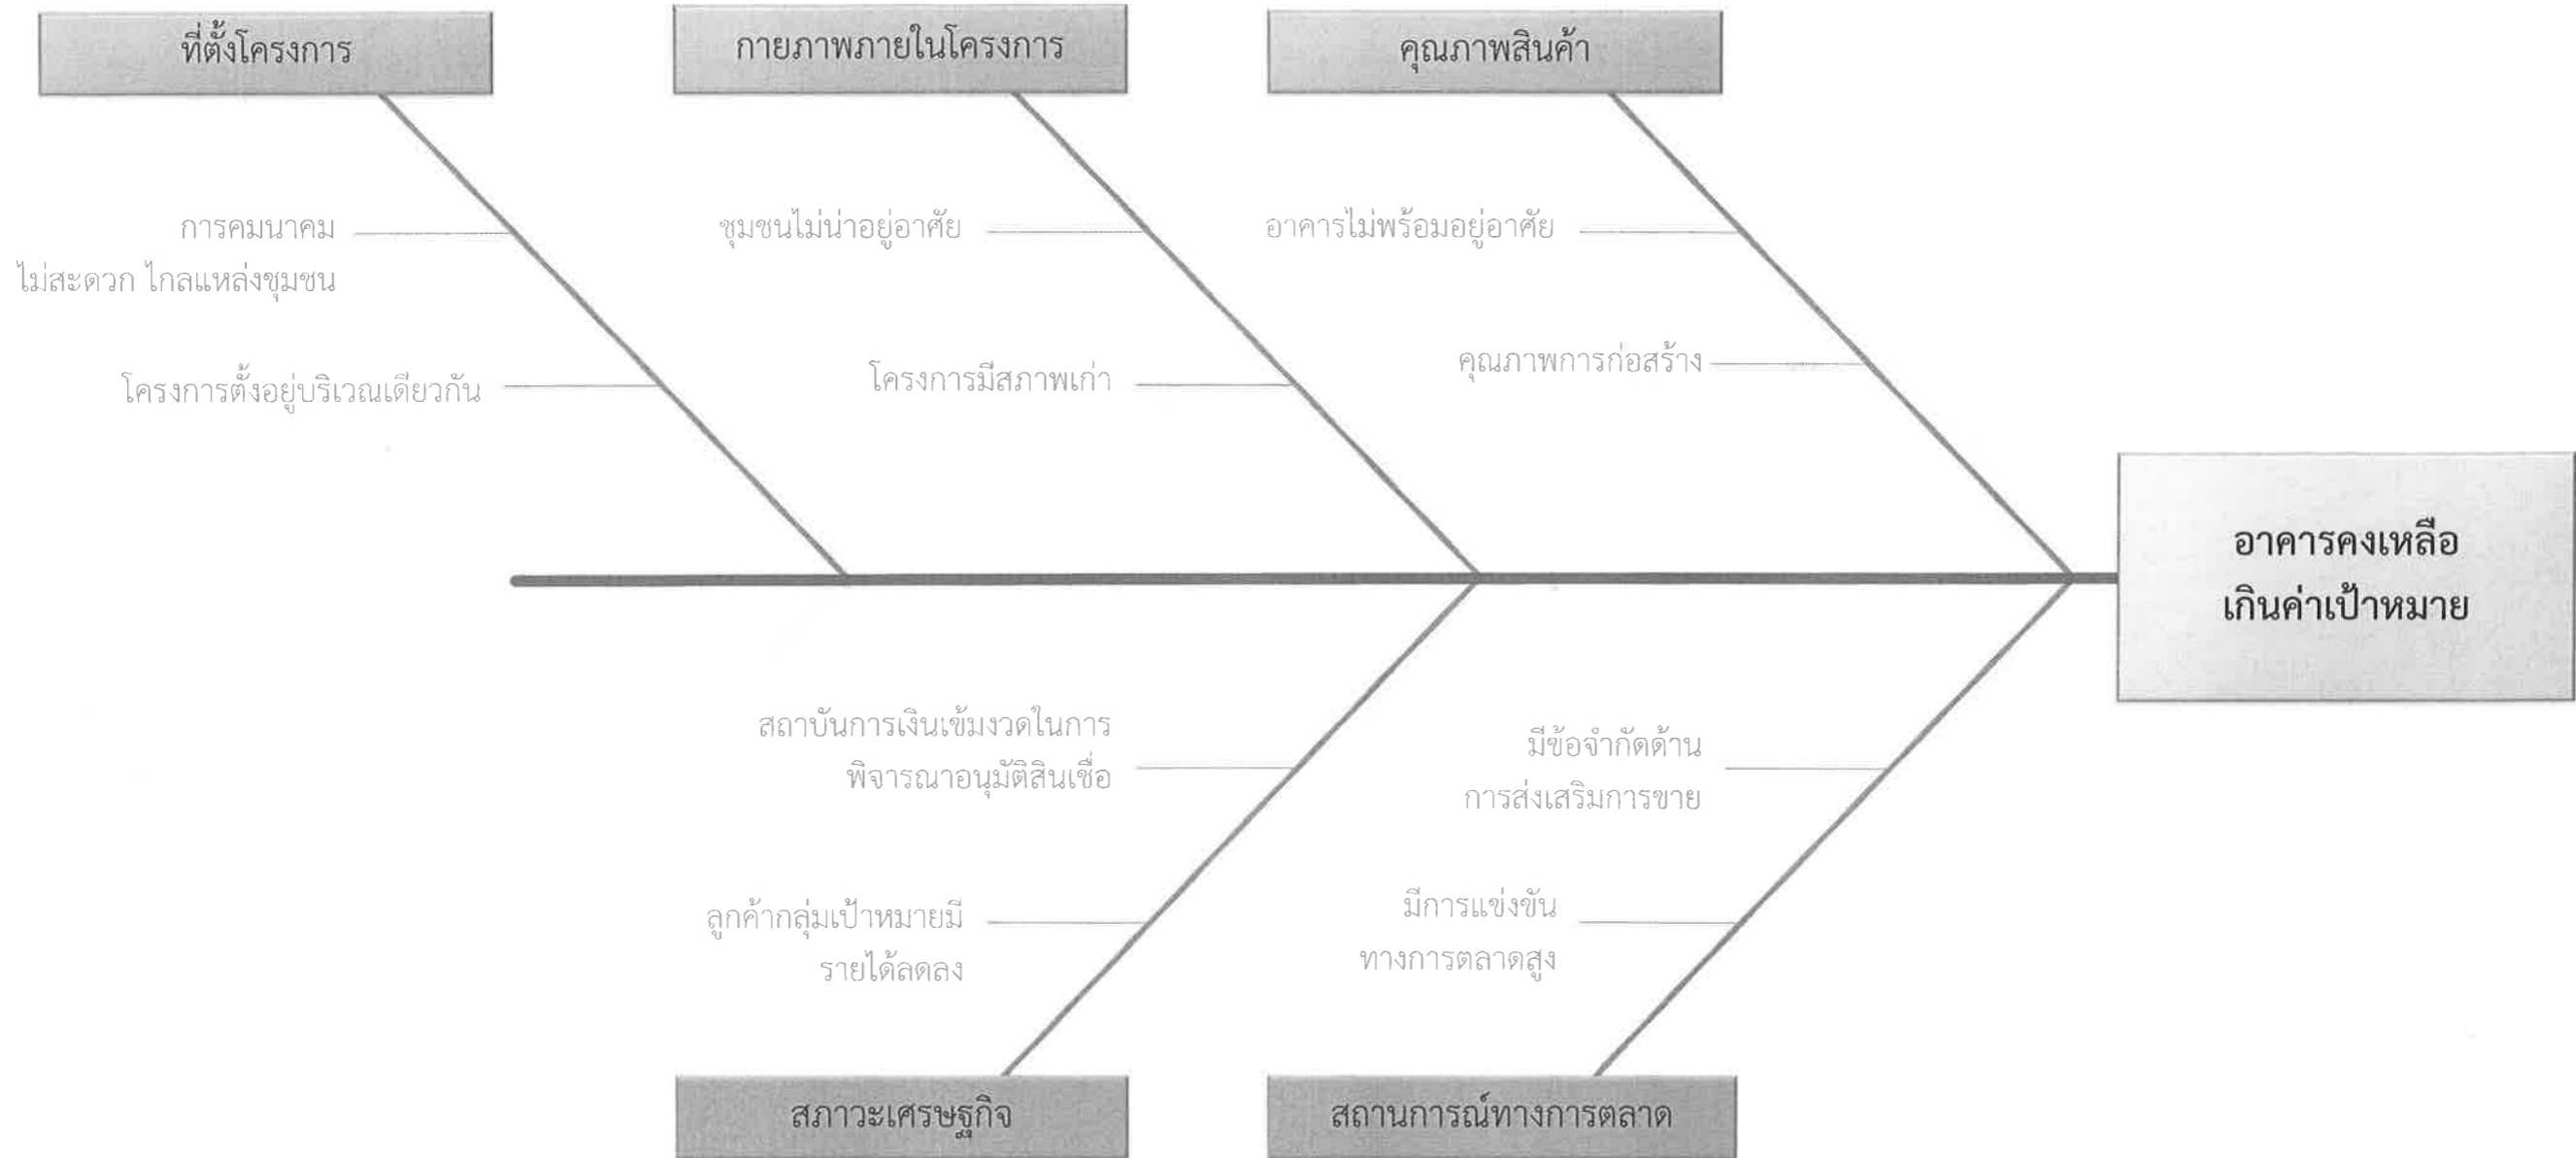 ที่ตั้งโครงการ
กายภาพภายในโครงการ
คุณภาพสินค้า
การคมนาคม
ไม่สะดวก ไกลแหล่งชุมชน
โครงการตั้งอยู่บริเวณเดียวกัน
ชุมชนไม่น่าอยู่อาศัย
โครงการมีสภาพเก่า
อาคารไม่พร้อมอยู่อาศัย
คุณภาพการก่อสร้าง
อาคารคงเหลือ
เกินค่าเป้าหมาย
สถาบันการเงินเข้มงวดในการ
พิจารณาอนุมัติสินเชื่อ
ลูกค้ากลุ่มเป้าหมายมี
รายได้ลดลง
มีข้อจำกัดด้าน
การส่งเสริมการขาย
มีการแข่งขัน
ทางการตลาดสูง
สภาวะเศรษฐกิจ
สถานการณ์ทางการตลาด